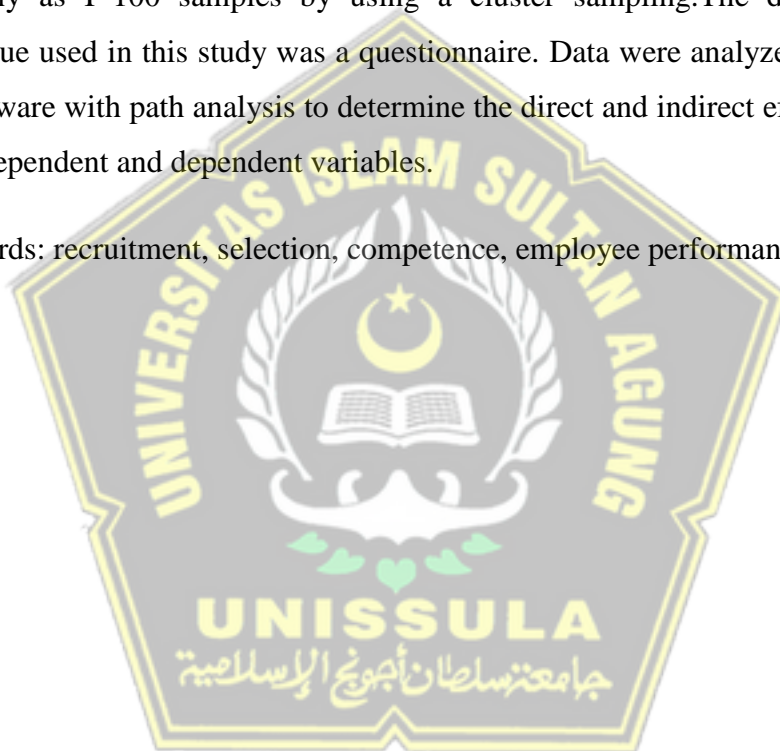 as 1-100 samples by using a cluster sampling.The
ue used in this study was a questionnaire. Data were analyze
ware with path analysis to determine the direct and indirect
ependent and dependent variables.
rds: recruitment, selection, competence, employee performan
UNIVERSITAS ISLAM SULTAN AGUNG
UNISSULA
جامعة سلطان أجونج الإسلامية